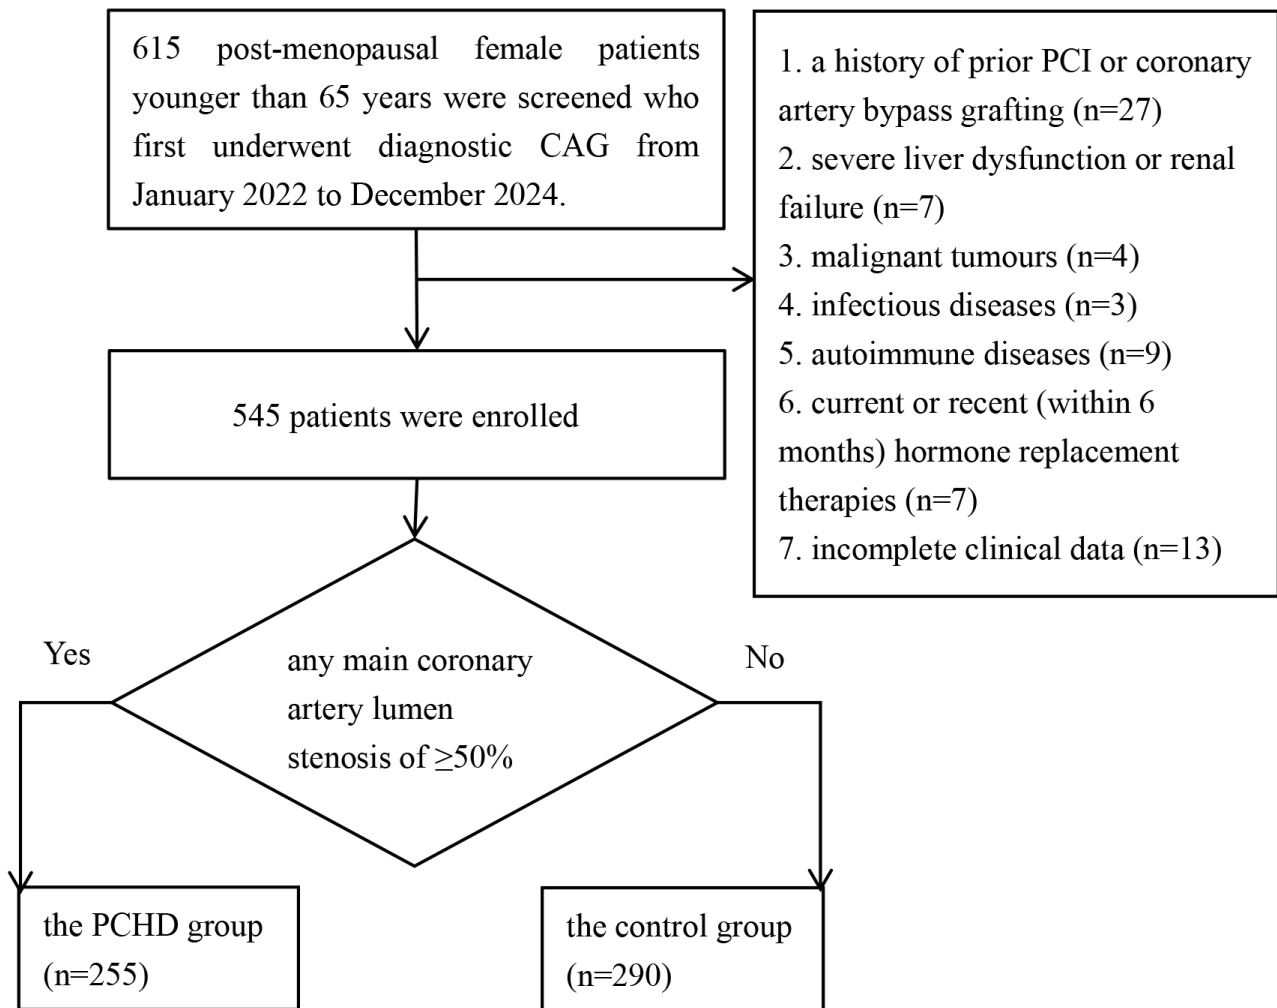 615 post-menopausal female patients
younger than 65 years were screened who
first underwent diagnostic CAG from
January 2022 to December 2024.
1. a history of prior PCI or coronary
artery bypass grafting (n=27)
2. severe liver dysfunction or renal
failure (n=7)
3. malignant tumours (n=4)
4. infectious diseases (n=3)
5. autoimmune diseases (n=9)
6. current or recent (within 6
months) hormone replacement
therapies (n=7)
7. incomplete clinical data (n=13)
545 patients were enrolled
Yes
any main coronary
artery lumen
stenosis of ≥50%
No
the PCHD group
(n=255)
the control group
(n=290)